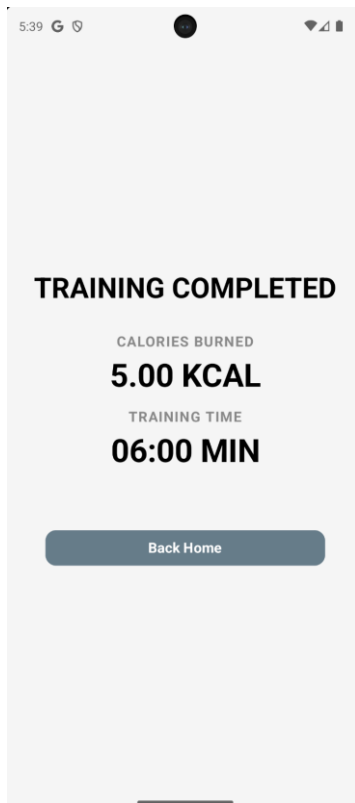 5:39 G
TRAINING COMPLETED
CALORIES BURNED
5.00 KCAL
TRAINING TIME
06:00 MIN
Back Home